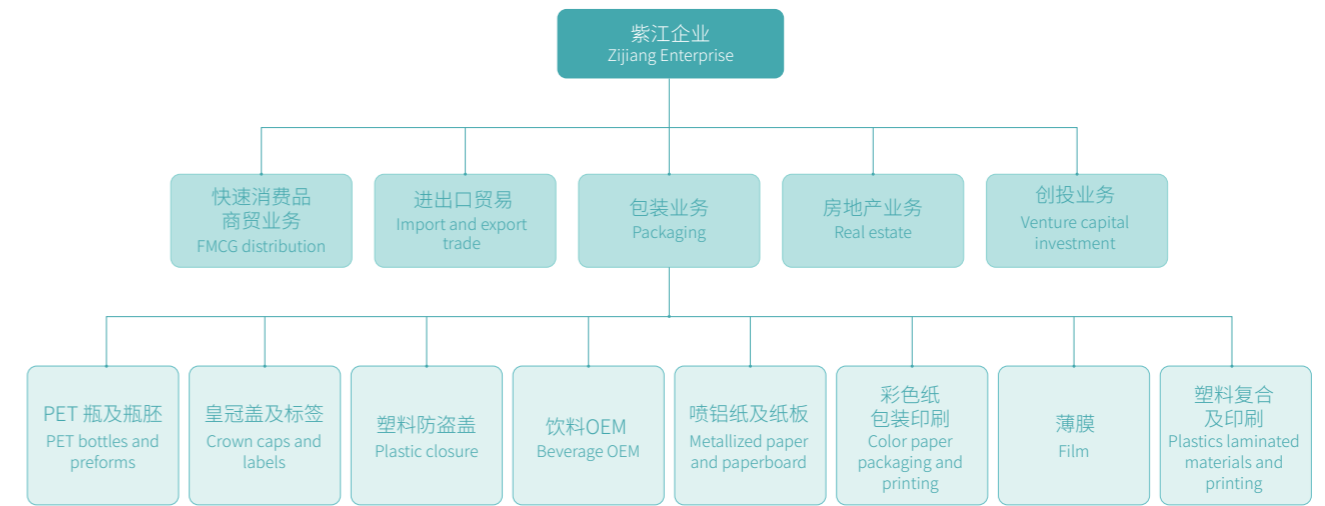 紫江企业
Zijiang Enterprise
快速消费品
商贸业务
FMCG distribution
进出口贸易
Import and export
trade
包装业务
Packaging
房地产业务
Real estate
创投业务
Venture capital
investment
PET 瓶及瓶胚
PET bottles and
preforms
皇冠盖及标签
Crown caps and
labels
塑料防盗盖
Plastic closure
饮料OEM
Beverage OEM
喷铝纸及纸板
Metallized paper
and paperboard
彩色纸
包装印刷
Color paper
packaging and
printing
薄膜
Film
塑料复合
及印刷
Plastics laminated
materials and
printing